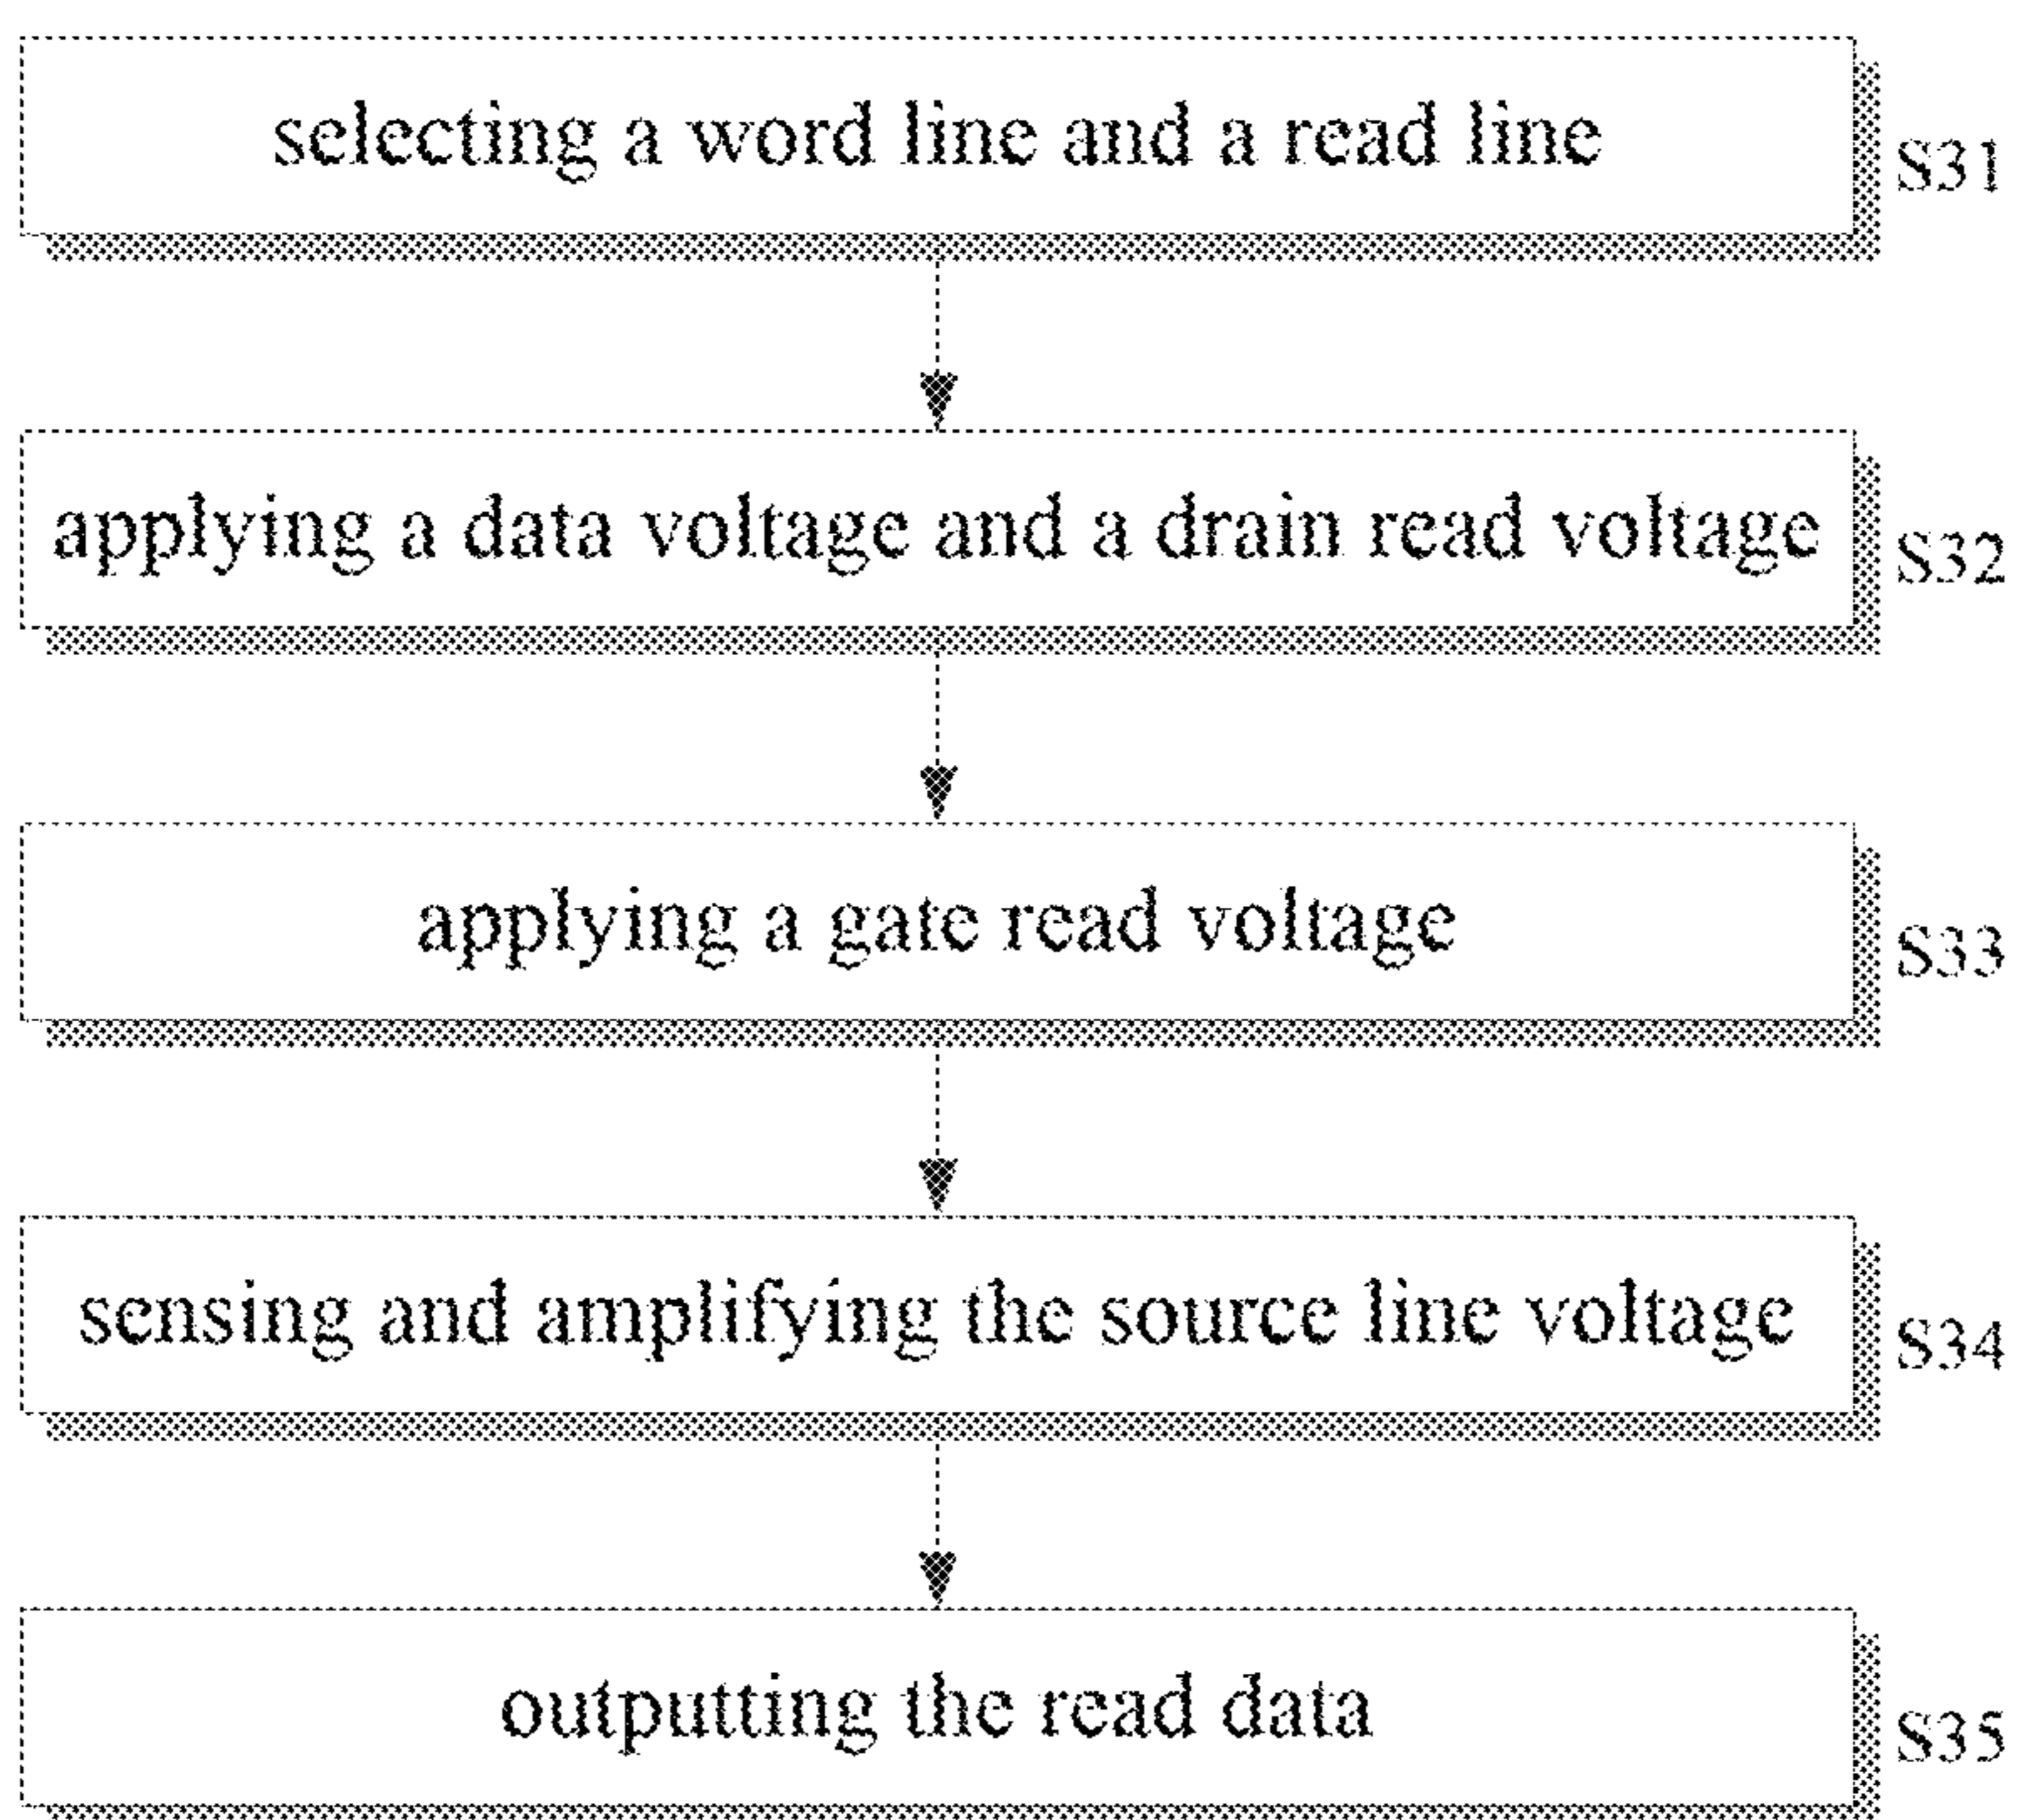 selecting a word line and a read line
S31
applying a data voltage and a drain read voltage
S32
applying a gate read voltage
S33
sensing and amplifying the source line voltage
S34
outputting the read data
S35